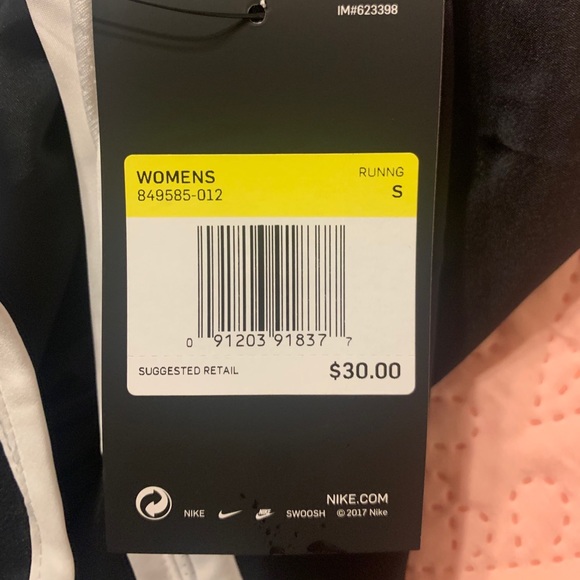 IM#623398
WOMENS RUNNG
849585-012 S
0 91203 91837 7
SUGGESTED RETAIL $30.00
NIKE.COM
NIKE SWOOSH © 2017 Nike